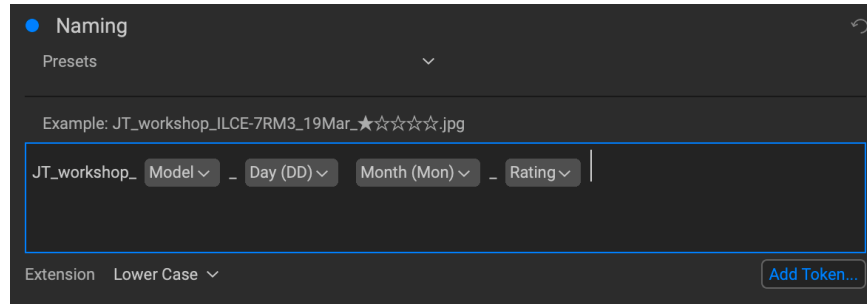 Naming
Presets
Example: JT_workshop_ILCE-7RM3_19Mar_★☆☆☆☆.jpg
JT_workshop_ Model _ Day (DD) Month (Mon) _ Rating
Extension Lower Case Add Token...